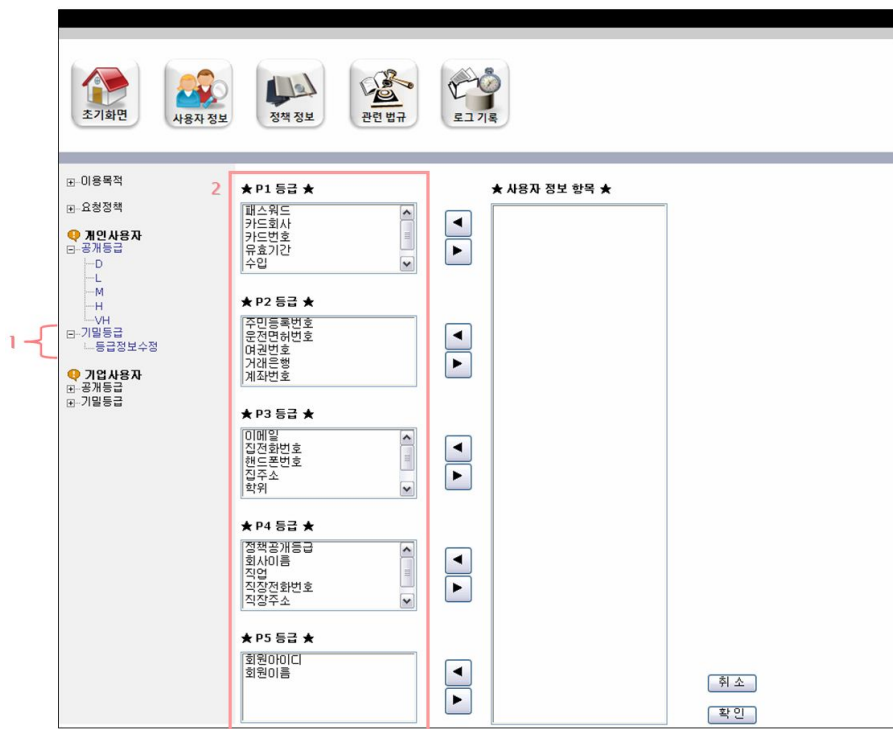 초기화면
사용자 정보
정책 정보
관련 법규
로그 기록
이용목적
요청정책
개인사용자
공개등급
D
L
M
H
VH
1
기밀등급
등급정보수정
기업사용자
공개등급
기밀등급
2
★ P1 등급 ★
패스워드
카드회사
카드번호
유효기간
수입
★ P2 등급 ★
주민등록번호
운전면허번호
여권번호
거래은행
계좌번호
★ P3 등급 ★
이메일
집전화번호
핸드폰번호
집주소
학위
★ P4 등급 ★
정책공개등급
회사이름
직업
직장전화번호
직장주소
★ P5 등급 ★
회원아이디
회원이름
★ 사용자 정보 항목 ★
취 소
확 인